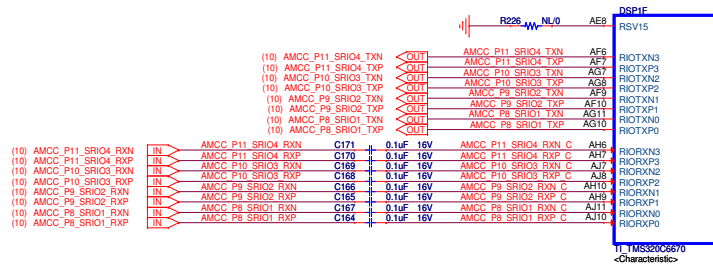 DSP1F
R226 NL/0 AE8 RSV15
(10) AMCC_P11_SRIO4_TXN OUT AMCC_P11_SRIO4_TXN AF6 RIOTXN3
(10) AMCC_P11_SRIO4_TXP OUT AMCC_P11_SRIO4_TXP AF7 RIOTXP3
(10) AMCC_P10_SRIO3_TXN OUT AMCC_P10_SRIO3_TXN AG7 RIOTXN2
(10) AMCC_P10_SRIO3_TXP OUT AMCC_P10_SRIO3_TXP AG8 RIOTXP2
(10) AMCC_P9_SRIO2_TXN OUT AMCC_P9_SRIO2_TXN AF9 RIOTXN1
(10) AMCC_P9_SRIO2_TXP OUT AMCC_P9_SRIO2_TXP AF10 RIOTXP1
(10) AMCC_P8_SRIO1_TXN OUT AMCC_P8_SRIO1_TXN AG11 RIOTXN0
(10) AMCC_P8_SRIO1_TXP OUT AMCC_P8_SRIO1_TXP AG10 RIOTXP0
(10) AMCC_P11_SRIO4_RXN IN AMCC_P11_SRIO4_RXN C171 0.1uF 16V AMCC_P11_SRIO4_RXN_C AH6 RIORXN3
(10) AMCC_P11_SRIO4_RXP IN AMCC_P11_SRIO4_RXP C170 0.1uF 16V AMCC_P11_SRIO4_RXP_C AH7 RIORXP3
(10) AMCC_P10_SRIO3_RXN IN AMCC_P10_SRIO3_RXN C169 0.1uF 16V AMCC_P10_SRIO3_RXN_C AJ7 RIORXN2
(10) AMCC_P10_SRIO3_RXP IN AMCC_P10_SRIO3_RXP C168 0.1uF 16V AMCC_P10_SRIO3_RXP_C AJ8 RIORXP2
(10) AMCC_P9_SRIO2_RXN IN AMCC_P9_SRIO2_RXN C166 0.1uF 16V AMCC_P9_SRIO2_RXN_C AH10 RIORXN1
(10) AMCC_P9_SRIO2_RXP IN AMCC_P9_SRIO2_RXP C165 0.1uF 16V AMCC_P9_SRIO2_RXP_C AH9 RIORXP1
(10) AMCC_P8_SRIO1_RXN IN AMCC_P8_SRIO1_RXN C167 0.1uF 16V AMCC_P8_SRIO1_RXN_C AJ11 RIORXN0
(10) AMCC_P8_SRIO1_RXP IN AMCC_P8_SRIO1_RXP C164 0.1uF 16V AMCC_P8_SRIO1_RXP_C AJ10 RIORXP0
TI_TMS320C6670
<Characteristic>